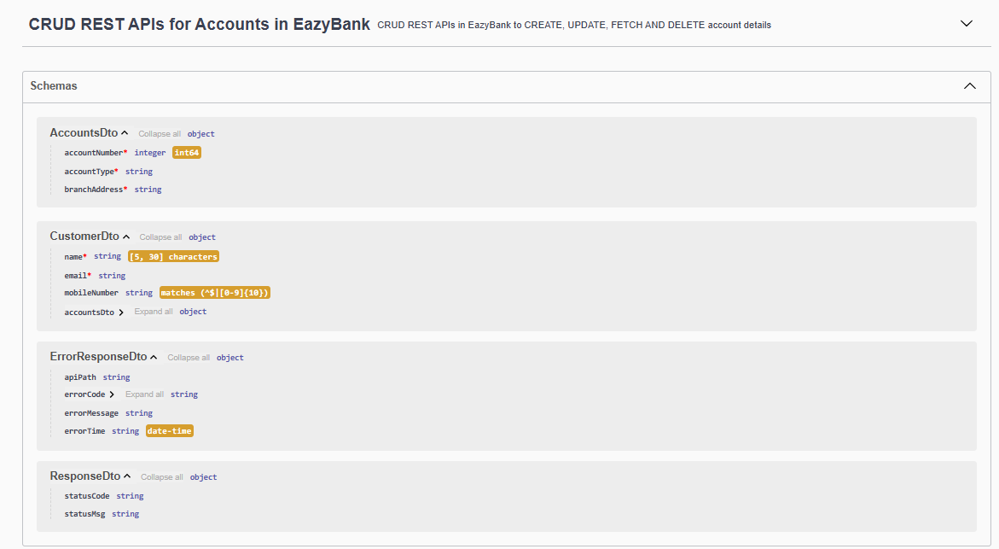 CRUD REST APIs for Accounts in EazyBank CRUD REST APIs in EazyBank to CREATE, UPDATE, FETCH AND DELETE account details
Schemas
AccountsDto Collapse all object
accountNumber* integer int64
accountType* string
branchAddress* string
CustomerDto Collapse all object
name* string [5, 30] characters
email* string
mobileNumber string matches (^$|[0-9]{10})
accountsDto Expand all object
ErrorResponseDto Collapse all object
apiPath string
errorCode Expand all string
errorMessage string
errorTime string date-time
ResponseDto Collapse all object
statusCode string
statusMsg string